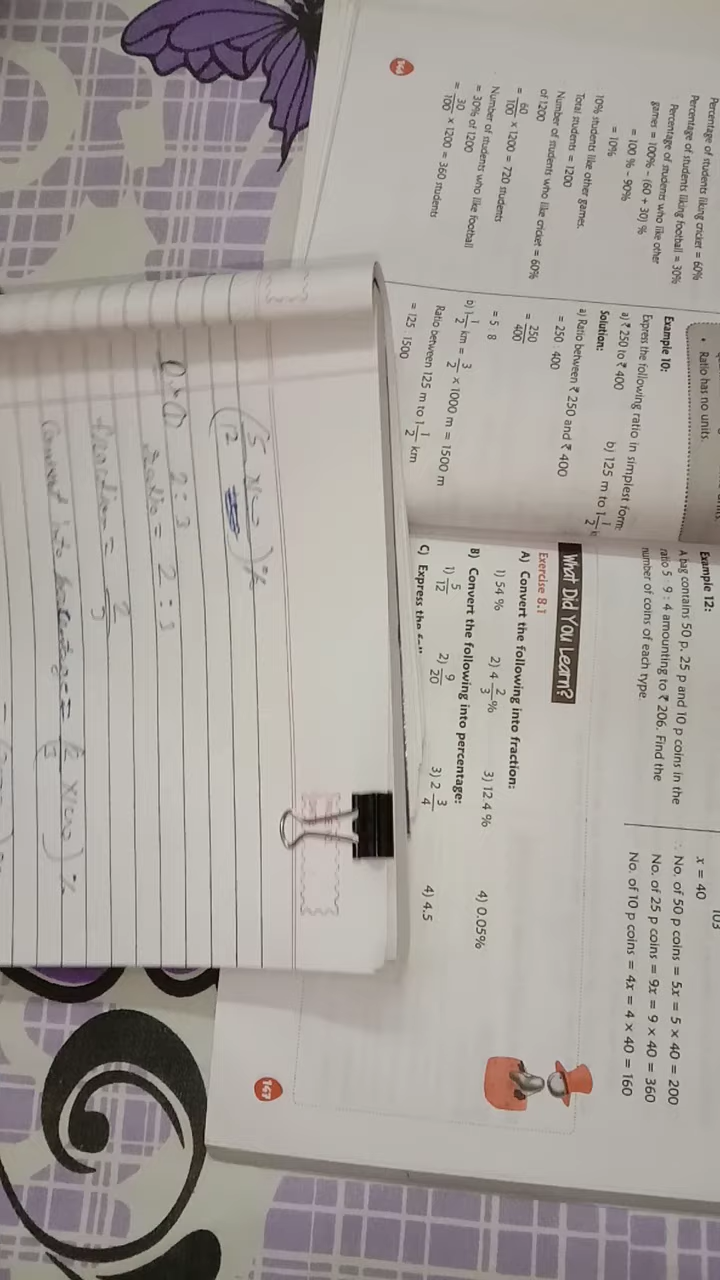 Percentage of students liking cricket = 60%
Percentage of students liking football = 30%
Percentage of students who like other
games = 100% – (60 + 30) %
= 100 % – 90%
= 10%
10% students like other games.
Total students = 1200
Number of students who like cricket = 60%
of 1200
= 60/100 × 1200 = 720 students
Number of students who like football
= 30% of 1200
= 30/100 × 1200 = 360 students
• Ratio has no units.
Example 10:
Express the following ratio in simplest form:
a) ₹ 250 to ₹ 400 b) 125 m to 1 1/2
Solution:
a) Ratio between ₹ 250 and ₹ 400
= 250 : 400
= 250/400
= 5 : 8
b) 1 1/2 km = 3/2 × 1000 m = 1500 m
Ratio between 125 m to 1 1/2 km
= 125 : 1500
Example 12:
A bag contains 50 p, 25 p and 10 p coins in the
ratio 5 : 9 : 4 amounting to ₹ 206. Find the
number of coins of each type.
103
x = 40
∴ No. of 50 p coins = 5x = 5 × 40 = 200
No. of 25 p coins = 9x = 9 × 40 = 360
No. of 10 p coins = 4x = 4 × 40 = 160
What Did You Learn?
Exercise 8.1
A) Convert the following into fraction:
1) 54 % 2) 4 2/3 % 3) 12.4 % 4) 0.05%
B) Convert the following into percentage:
1) 5/12 2) 9/20 3) 2 3/4 4) 4.5
C) Express the
167
(5/12 × 100) %
2 : 3
Ratio = 2 : 3
fraction = 2/3
Convert into percentage = (2/3 × 100) %